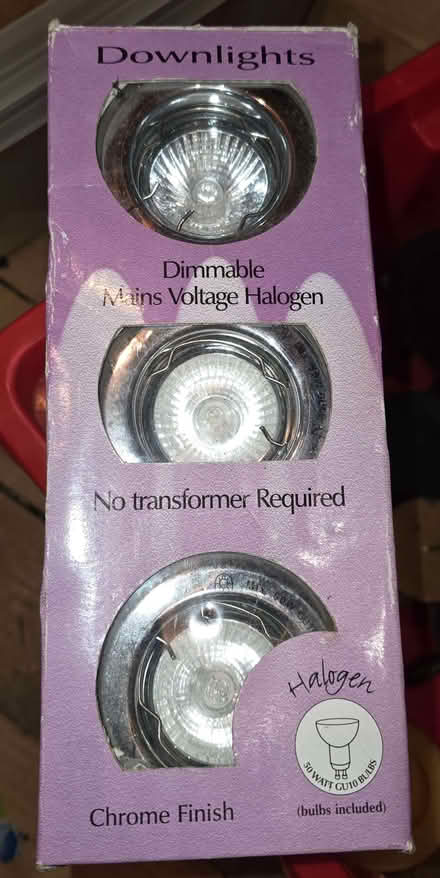 Downlights
Dimmable
Mains Voltage Halogen
No transformer Required
Halogen
50 WATT GU10 BULBS
(bulbs included)
Chrome Finish